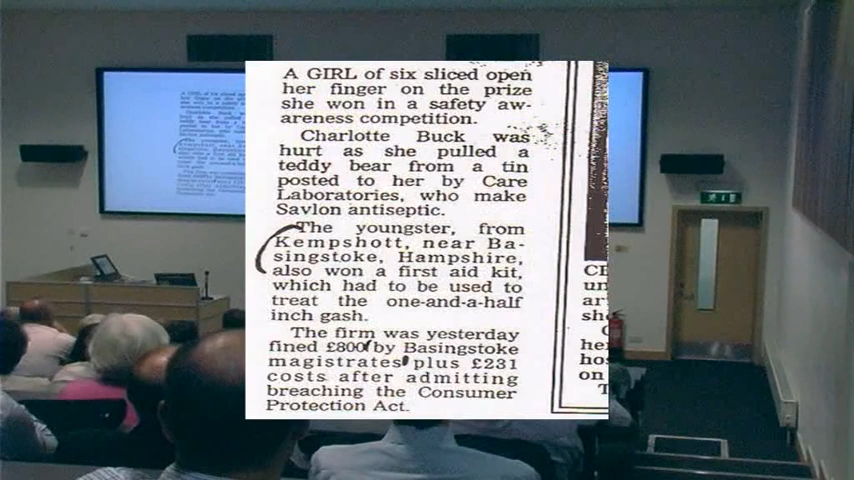 A GIRL of six sliced open
her finger on the prize
she won in a safety aw-
areness competition.
Charlotte Buck was
hurt as she pulled a
teddy bear from a tin
posted to her by Care
Laboratories, who make
Savlon antiseptic.
The youngster, from
Kempshott, near Ba-
singstoke, Hampshire,
also won a first aid kit,
which had to be used to
treat the one-and-a-half
inch gash.
The firm was yesterday
fined £800 by Basingstoke
magistrates plus £231
costs after admitting
breaching the Consumer
Protection Act.